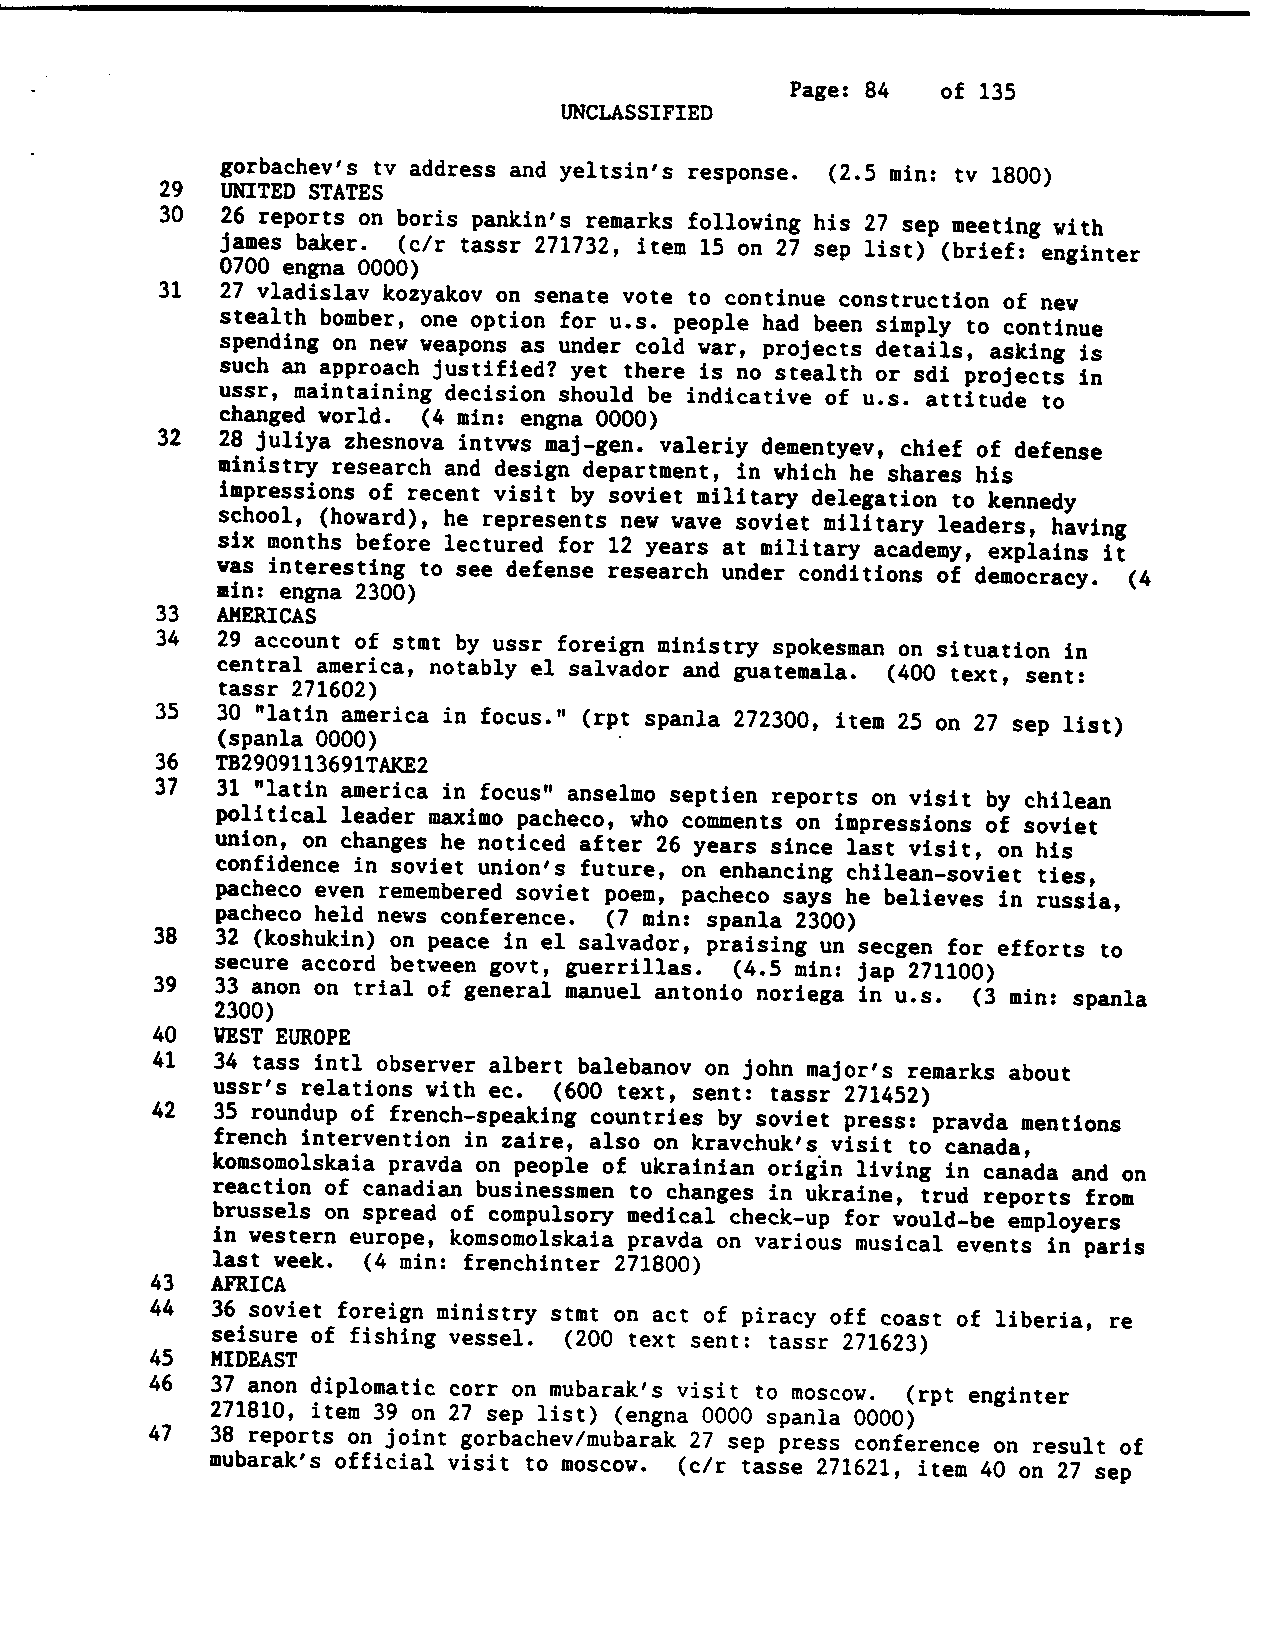 Page: 84 of 135
UNCLASSIFIED
gorbachev's tv address and yeltsin's response. (2.5 min: tv 1800)
29 UNITED STATES
30 26 reports on boris pankin's remarks following his 27 sep meeting with
james baker. (c/r tassr 271732, item 15 on 27 sep list) (brief: enginter
0700 engna 0000)
31 27 vladislav kozyakov on senate vote to continue construction of new
stealth bomber, one option for u.s. people had been simply to continue
spending on new weapons as under cold war, projects details, asking is
such an approach justified? yet there is no stealth or sdi projects in
ussr, maintaining decision should be indicative of u.s. attitude to
changed world. (4 min: engna 0000)
32 28 juliya zhesnova intvws maj-gen. valeriy dementyev, chief of defense
ministry research and design department, in which he shares his
impressions of recent visit by soviet military delegation to kennedy
school, (howard), he represents new wave soviet military leaders, having
six months before lectured for 12 years at military academy, explains it
was interesting to see defense research under conditions of democracy. (4
min: engna 2300)
33 AMERICAS
34 29 account of stmt by ussr foreign ministry spokesman on situation in
central america, notably el salvador and guatemala. (400 text, sent:
tassr 271602)
35 30 "latin america in focus." (rpt spanla 272300, item 25 on 27 sep list)
(spanla 0000)
36 TB2909113691TAKE2
37 31 "latin america in focus" anselmo septien reports on visit by chilean
political leader maximo pacheco, who comments on impressions of soviet
union, on changes he noticed after 26 years since last visit, on his
confidence in soviet union's future, on enhancing chilean-soviet ties,
pacheco even remembered soviet poem, pacheco says he believes in russia,
pacheco held news conference. (7 min: spanla 2300)
38 32 (koshukin) on peace in el salvador, praising un secgen for efforts to
secure accord between govt, guerrillas. (4.5 min: jap 271100)
39 33 anon on trial of general manuel antonio noriega in u.s. (3 min: spanla
2300)
40 WEST EUROPE
41 34 tass intl observer albert balebanov on john major's remarks about
ussr's relations with ec. (600 text, sent: tassr 271452)
42 35 roundup of french-speaking countries by soviet press: pravda mentions
french intervention in zaire, also on kravchuk's visit to canada,
komsomolskaia pravda on people of ukrainian origin living in canada and on
reaction of canadian businessmen to changes in ukraine, trud reports from
brussels on spread of compulsory medical check-up for would-be employers
in western europe, komsomolskaia pravda on various musical events in paris
last week. (4 min: frenchinter 271800)
43 AFRICA
44 36 soviet foreign ministry stmt on act of piracy off coast of liberia, re
seisure of fishing vessel. (200 text sent: tassr 271623)
45 MIDEAST
46 37 anon diplomatic corr on mubarak's visit to moscow. (rpt enginter
271810, item 39 on 27 sep list) (engna 0000 spanla 0000)
47 38 reports on joint gorbachev/mubarak 27 sep press conference on result of
mubarak's official visit to moscow. (c/r tasse 271621, item 40 on 27 sep